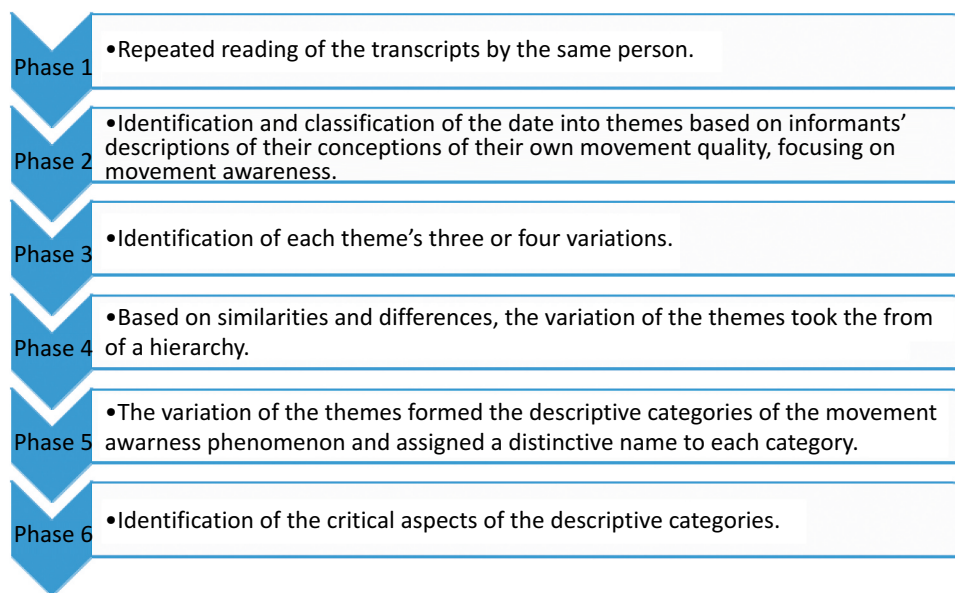 Phase 1
•Repeated reading of the transcripts by the same person.
Phase 2
•Identification and classification of the date into themes based on informants’
descriptions of their conceptions of their own movement quality, focusing on
movement awareness.
Phase 3
•Identification of each theme’s three or four variations.
Phase 4
•Based on similarities and differences, the variation of the themes took the from
of a hierarchy.
Phase 5
•The variation of the themes formed the descriptive categories of the movement
awarness phenomenon and assigned a distinctive name to each category.
Phase 6
•Identification of the critical aspects of the descriptive categories.